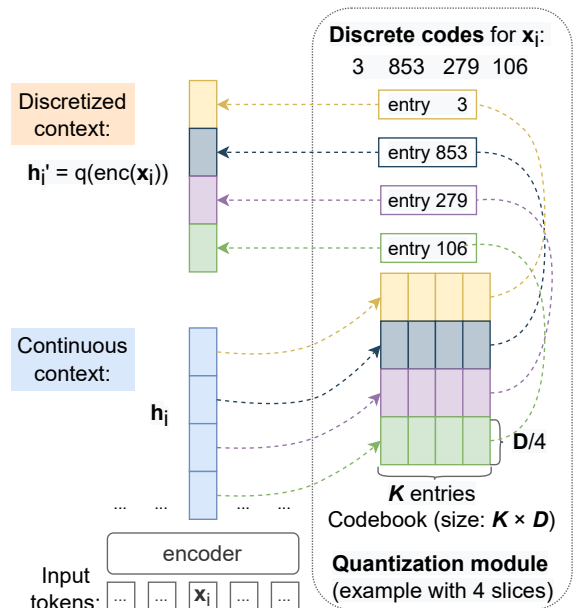 Discrete codes for xᵢ:
3 853 279 106
Discretized
context:
hᵢ' = q(enc(xᵢ))
entry 3
entry 853
entry 279
entry 106
Continuous
context:
hᵢ
D/4
K entries
Codebook (size: K × D)
... ... ... ...
encoder
Input
tokens:
... ... xᵢ ... ...
Quantization module
(example with 4 slices)